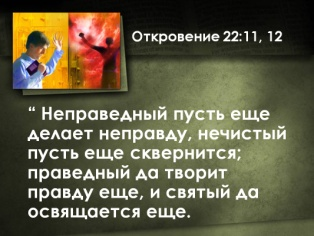 Откровение 22:11, 12
“ Неправедный пусть еще
делает неправду, нечистый
пусть еще сквернится;
праведный да творит
правду еще, и святый да
освящается еще.